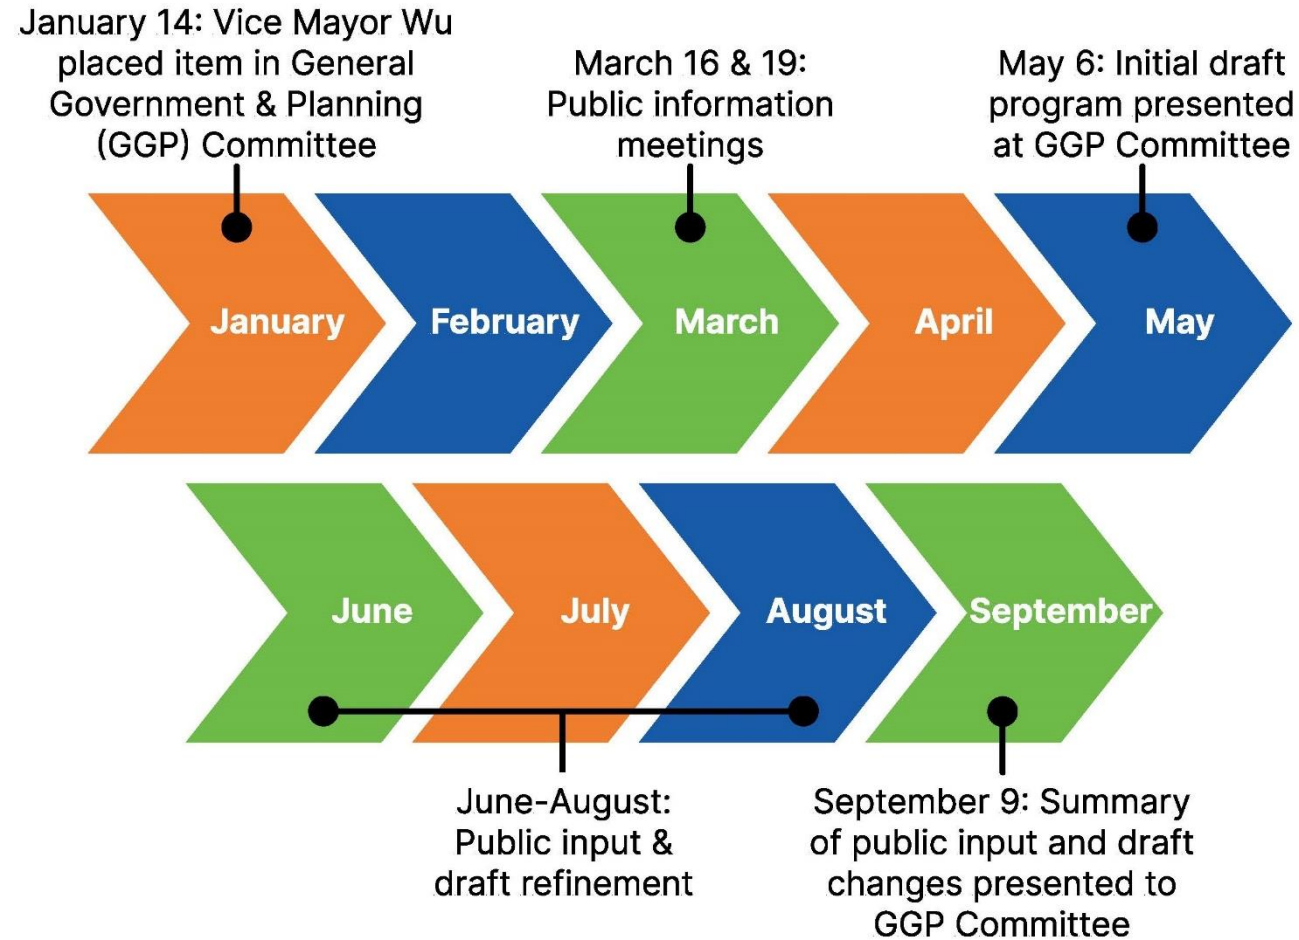 January 14: Vice Mayor Wu
placed item in General
Government & Planning
(GGP) Committee
March 16 & 19:
Public information
meetings
May 6: Initial draft
program presented
at GGP Committee
January
February
March
April
May
June
July
August
September
June-August:
Public input &
draft refinement
September 9: Summary
of public input and draft
changes presented to
GGP Committee